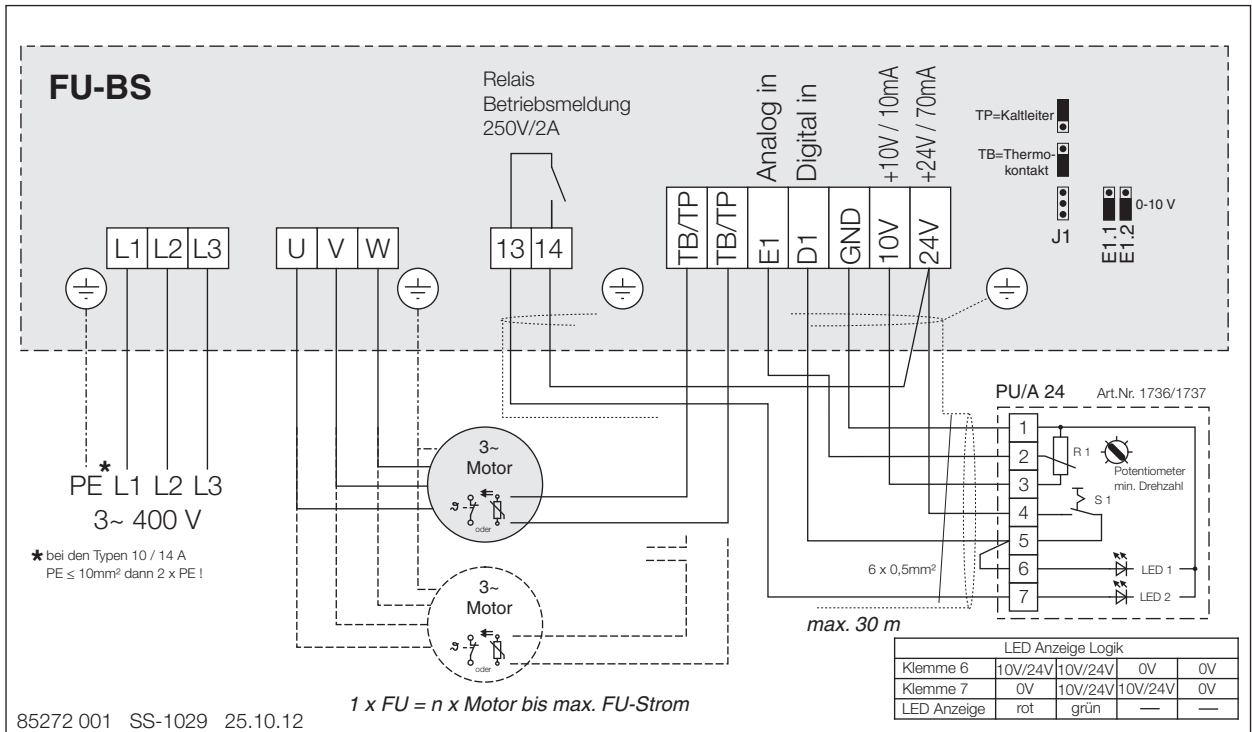 FU-BS
Relais
Betriebsmeldung
250V/2A
Analog in
Digital in
+10V / 10mA
+24V / 70mA
TP=Kaltleiter
TB=Thermo-
kontakt
J1
E1.1
E1.2
0-10 V
L1 L2 L3
U V W
13 14
TB/TP
TB/TP
E1
D1
GND
10V
24V
PE * L1 L2 L3
3~ 400 V
* bei den Typen 10 / 14 A
PE ≤ 10mm² dann 2 x PE !
3~
Motor
ϑ
oder
3~
Motor
ϑ
oder
1 x FU = n x Motor bis max. FU-Strom
PU/A 24 Art.Nr. 1736/1737
1
2
3
4
5
6
7
R 1
Potentiometer
min. Drehzahl
S 1
LED 1
LED 2
6 x 0,5mm²
max. 30 m
LED Anzeige Logik
Klemme 6 10V/24V 10V/24V 0V 0V
Klemme 7 0V 10V/24V 10V/24V 0V
LED Anzeige rot grün — —
85272 001 SS-1029 25.10.12